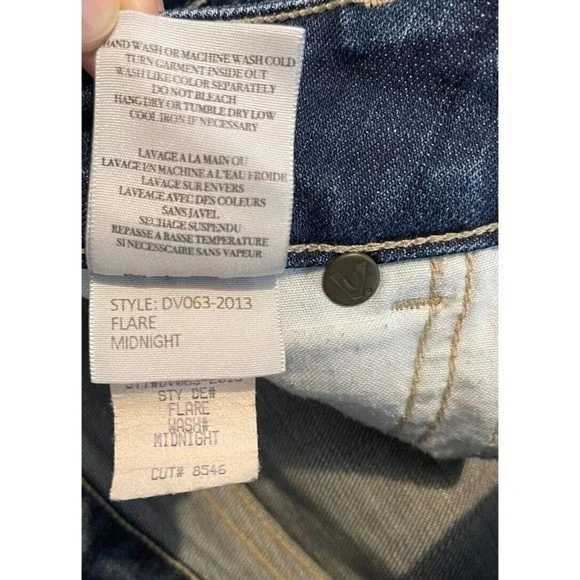 HAND WASH OR MACHINE WASH COLD
TURN GARMENT INSIDE OUT
WASH LIKE COLOR SEPARATELY
DO NOT BLEACH
HANG DRY OR TUMBLE DRY LOW
COOL IRON IF NECESSARY
LAVAGE A LA MAIN OU
LAVAGE EN MACHINE A L'EAU FROIDE
LAVAGE SUR ENVERS
LAVEAGE AVEC DES COULEURS
SANS JAVEL
SECHAGE SUSPENDU
REPASSE A BASSE TEMPERATURE
SI NECESSCAIRE SANS VAPEUR
STYLE: DV063-2013
FLARE
MIDNIGHT
STY DE#
FLARE
WASH#
MIDNIGHT
CUT# 8546
V.